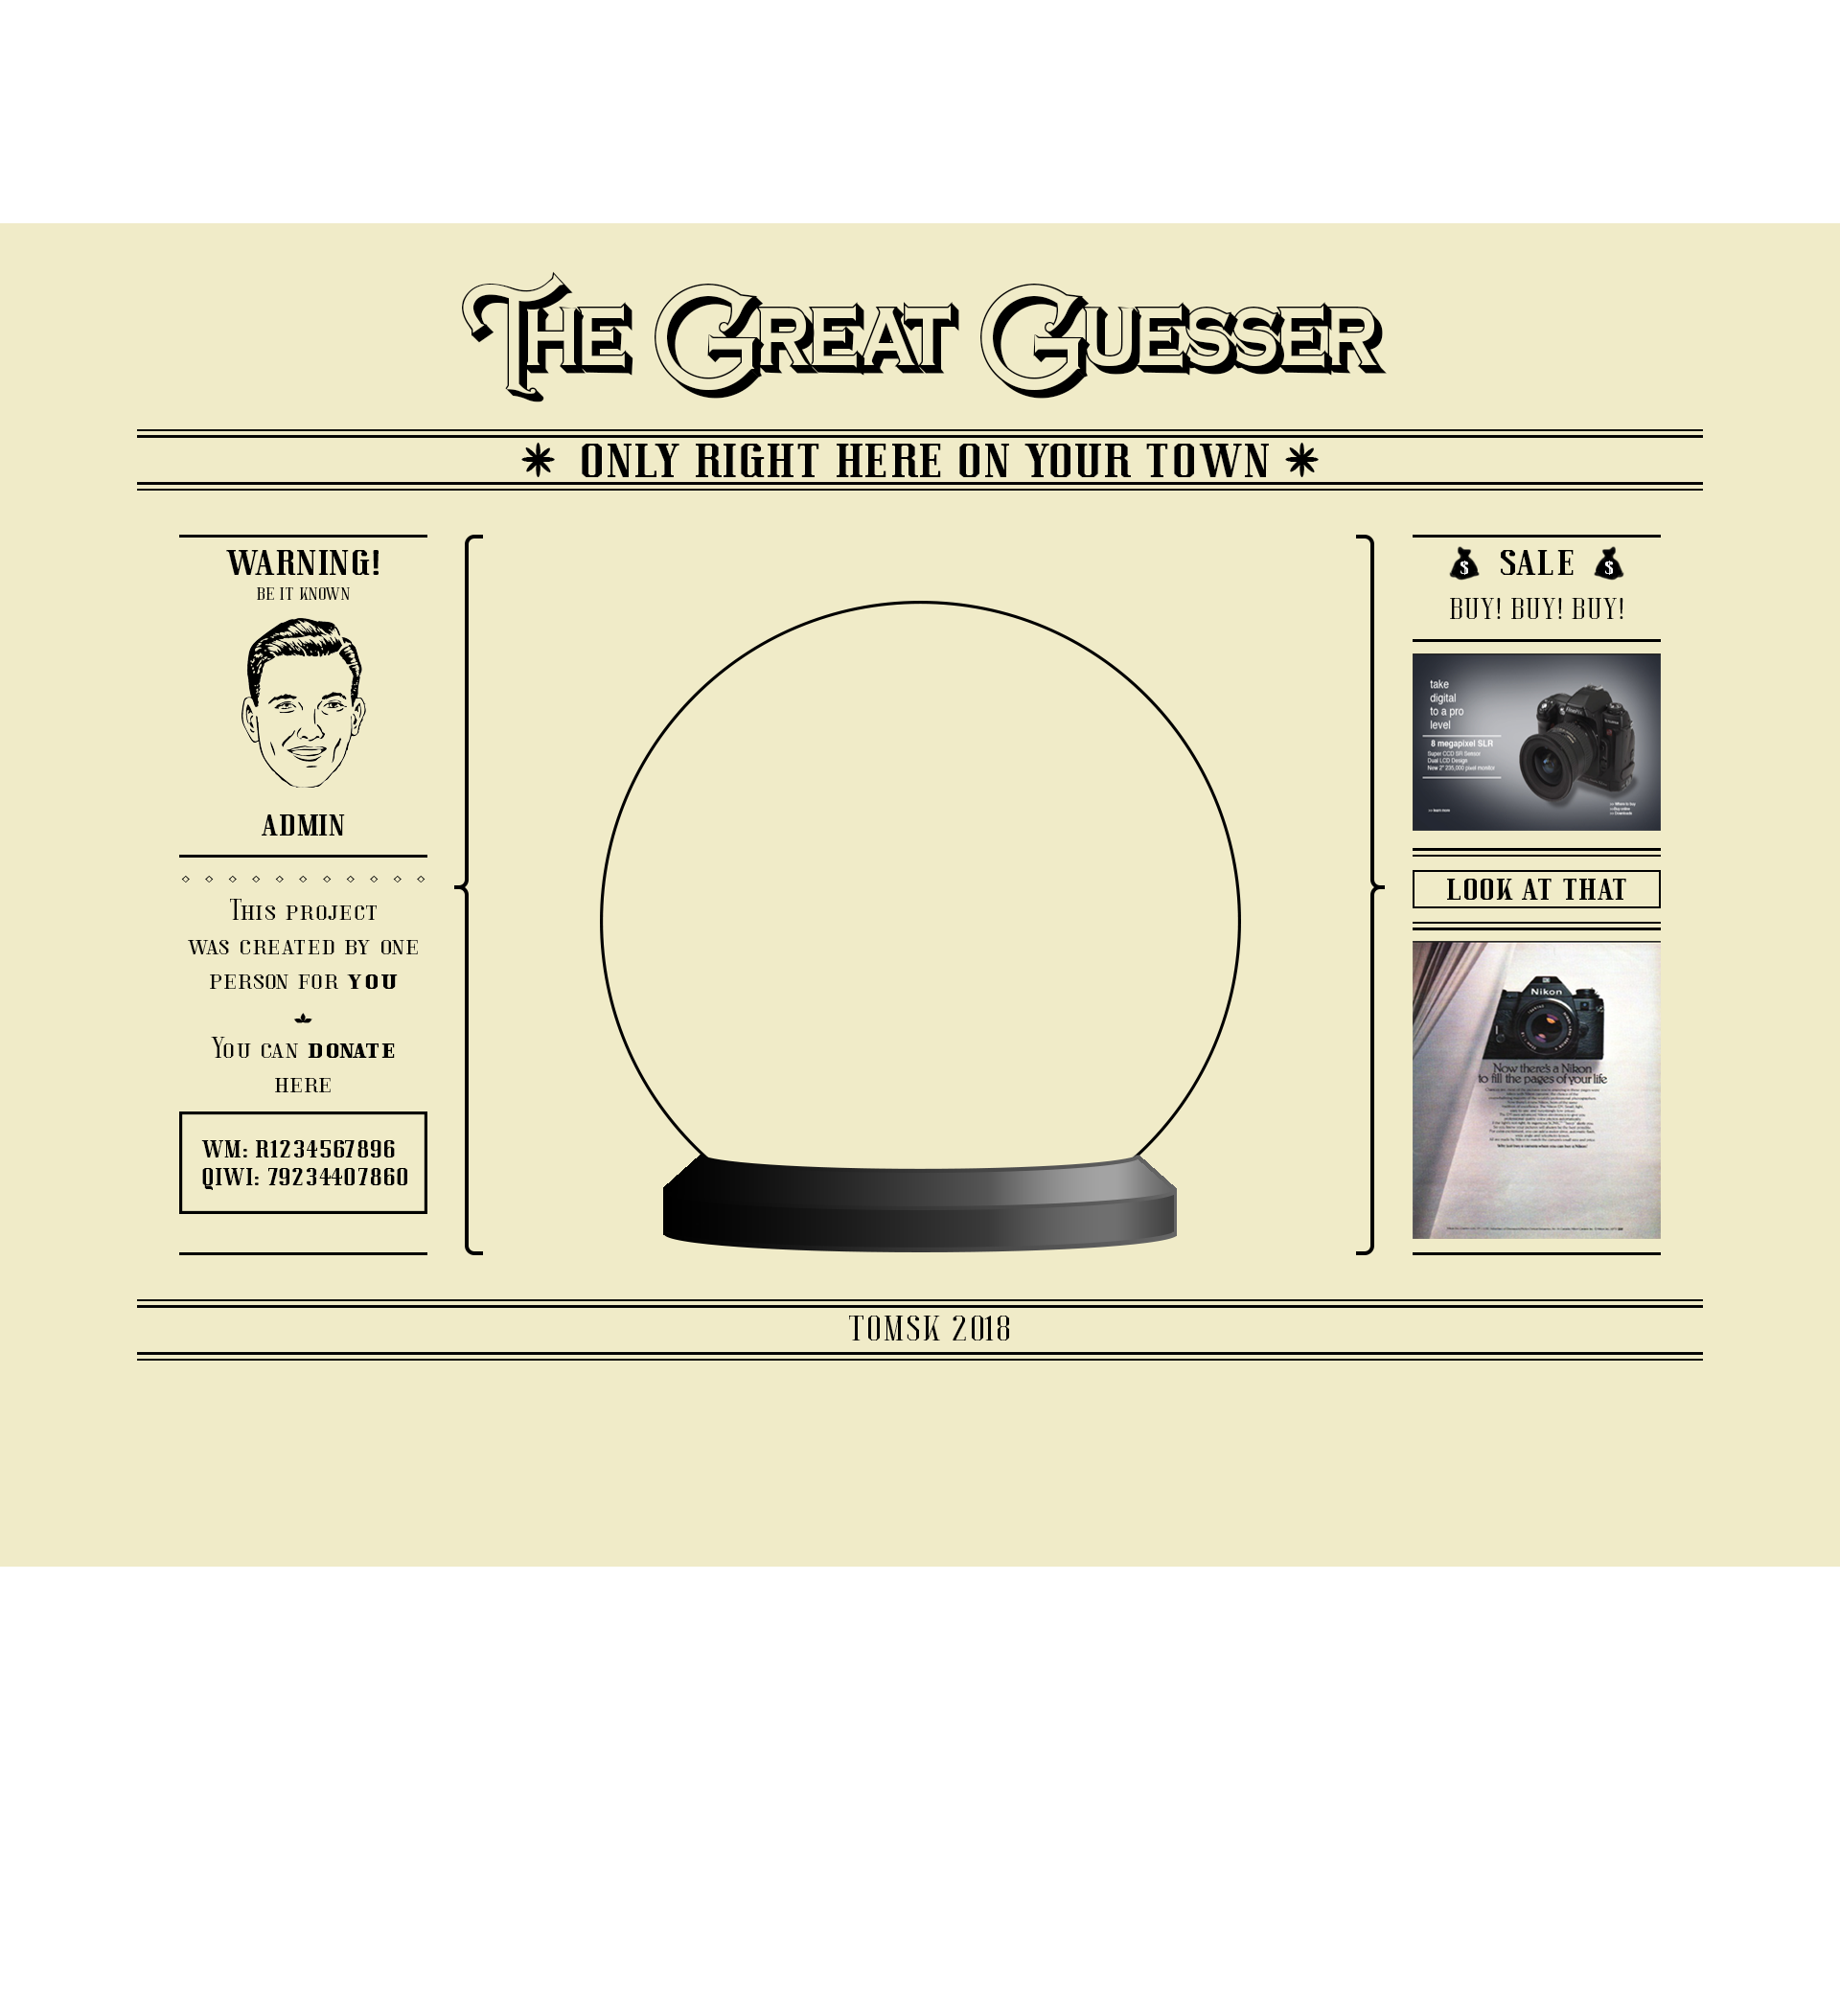 THE GREAT GUESSER
ONLY RIGHT HERE ON YOUR TOWN
WARNING!
BE IT KNOWN
ADMIN
THIS PROJECT
WAS CREATED BY ONE
PERSON FOR YOU
YOU CAN DONATE
HERE
WM: R1234567896
QIWI: 79234407860
$ SALE $
BUY! BUY! BUY!
take
digital
to a pro
level
8 megapixel SLR
Super CCD SR Sensor
Dual LCD Design
New 2" 235,000 pixel monitor
LOOK AT THAT
Nikon
Now there's a Nikon
to fill the pages of your life
TOMSK 2018